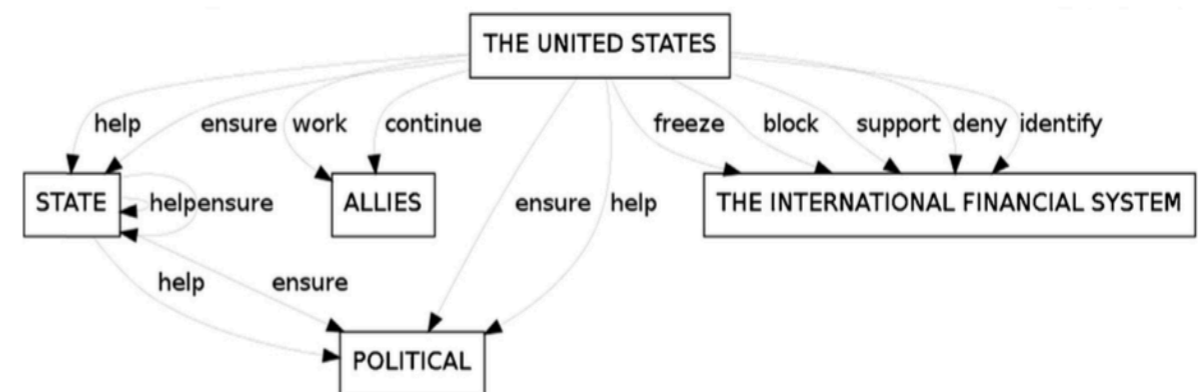 THE UNITED STATES
help ensure work continue freeze block support deny identify
STATE helpensure ALLIES ensure help THE INTERNATIONAL FINANCIAL SYSTEM
help ensure
POLITICAL